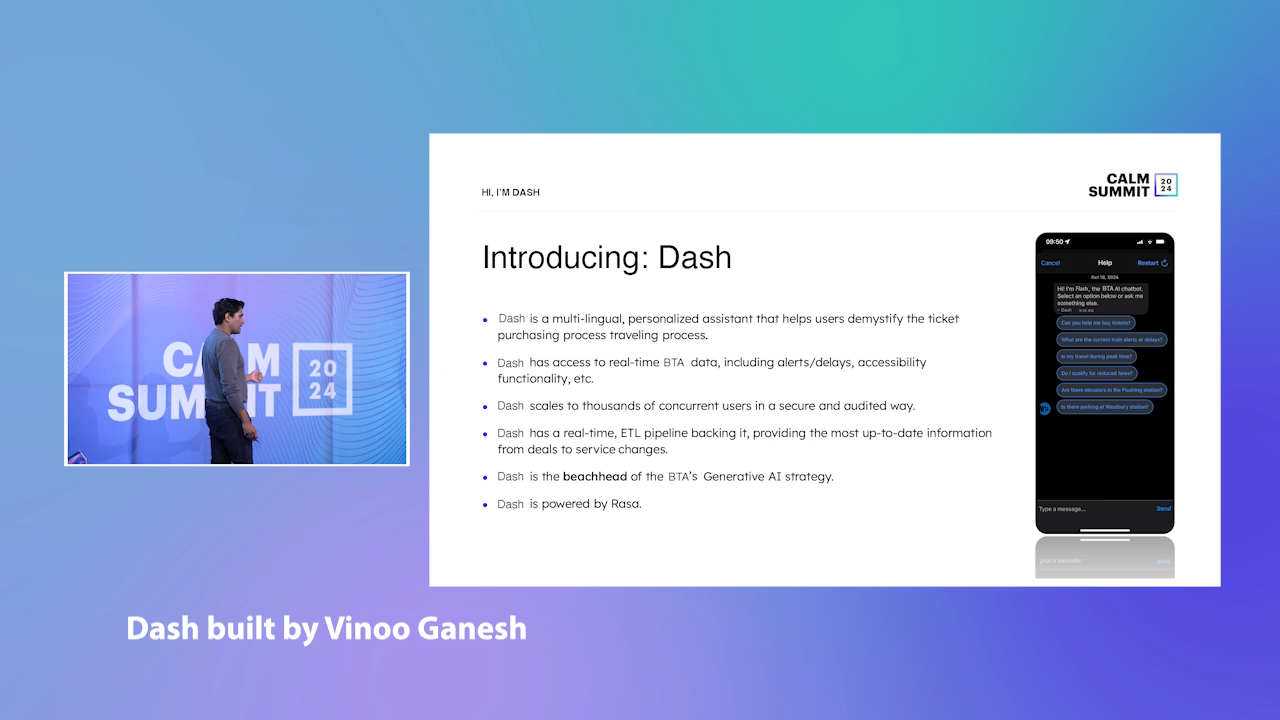 CALM
SUMMIT
20
24
HI, I'M DASH
CALM
SUMMIT
20
24
Introducing: Dash
• Dash is a multi-lingual, personalized assistant that helps users demystify the ticket
purchasing process traveling process.
• Dash has access to real-time BTA data, including alerts/delays, accessibility
functionality, etc.
• Dash scales to thousands of concurrent users in a secure and audited way.
• Dash has a real-time, ETL pipeline backing it, providing the most up-to-date information
from deals to service changes.
• Dash is the beachhead of the BTA's Generative AI strategy.
• Dash is powered by Rasa.
09:50
Cancel Help Restart
Oct 18, 2024
Hi! I'm Flash, the BTA AI chatbot.
Select an option below or ask me
something else.
- Dash
Can you help me buy tickets?
What are the current train alerts or delays?
Is my travel during peak time?
Do I qualify for reduced fares?
Are there elevators in the Flushing station?
Is there parking at Woodbury station?
Type a message... Send
Dash built by Vinoo Ganesh